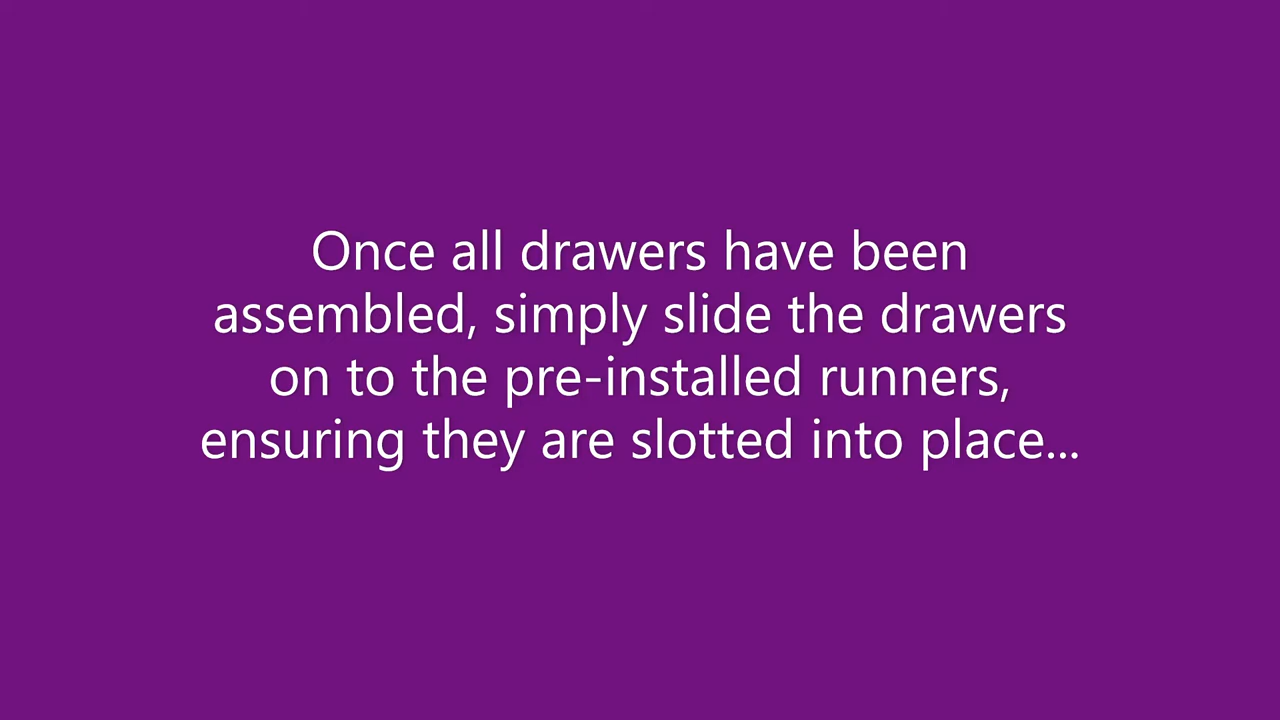 Once all drawers have been
assembled, simply slide the drawers
on to the pre-installed runners,
ensuring they are slotted into place...